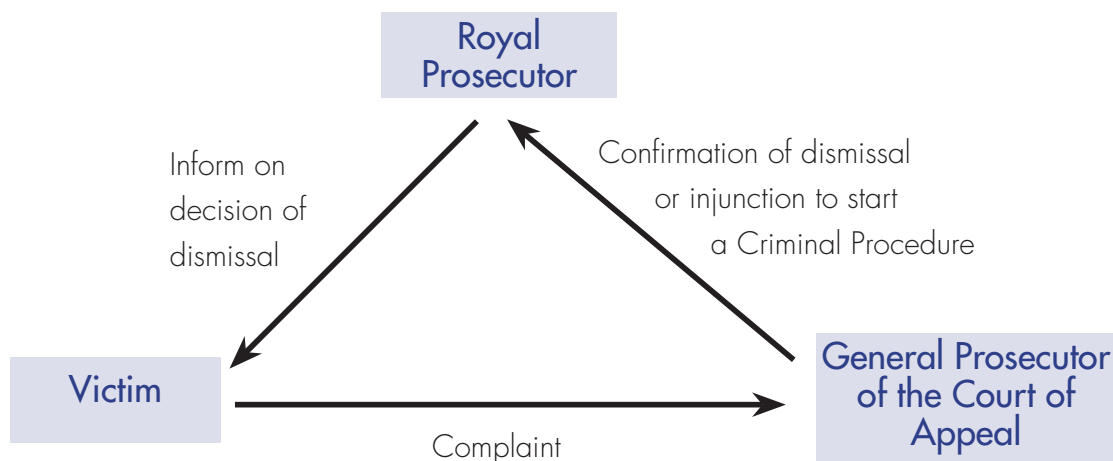 Royal
Prosecutor
Inform on
decision of
dismissal
Confirmation of dismissal
or injunction to start
a Criminal Procedure
Victim
General Prosecutor
of the Court of
Appeal
Complaint